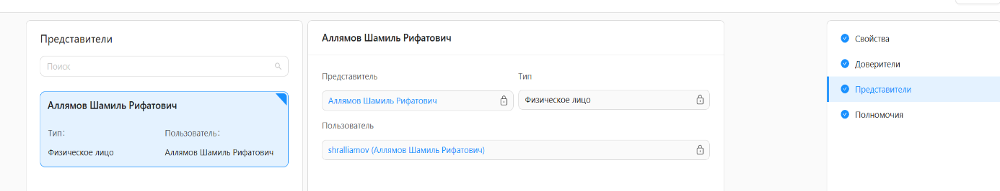 Представители
Поиск
Аллямов Шамиль Рифатович
Тип:
Пользователь:
Физическое лицо
Аллямов Шамиль Рифатович
Аллямов Шамиль Рифатович
Представитель
Тип
Аллямов Шамиль Рифатович
Физическое лицо
Пользователь
shralliamov (Аллямов Шамиль Рифатович)
Свойства
Доверители
Представители
Полномочия